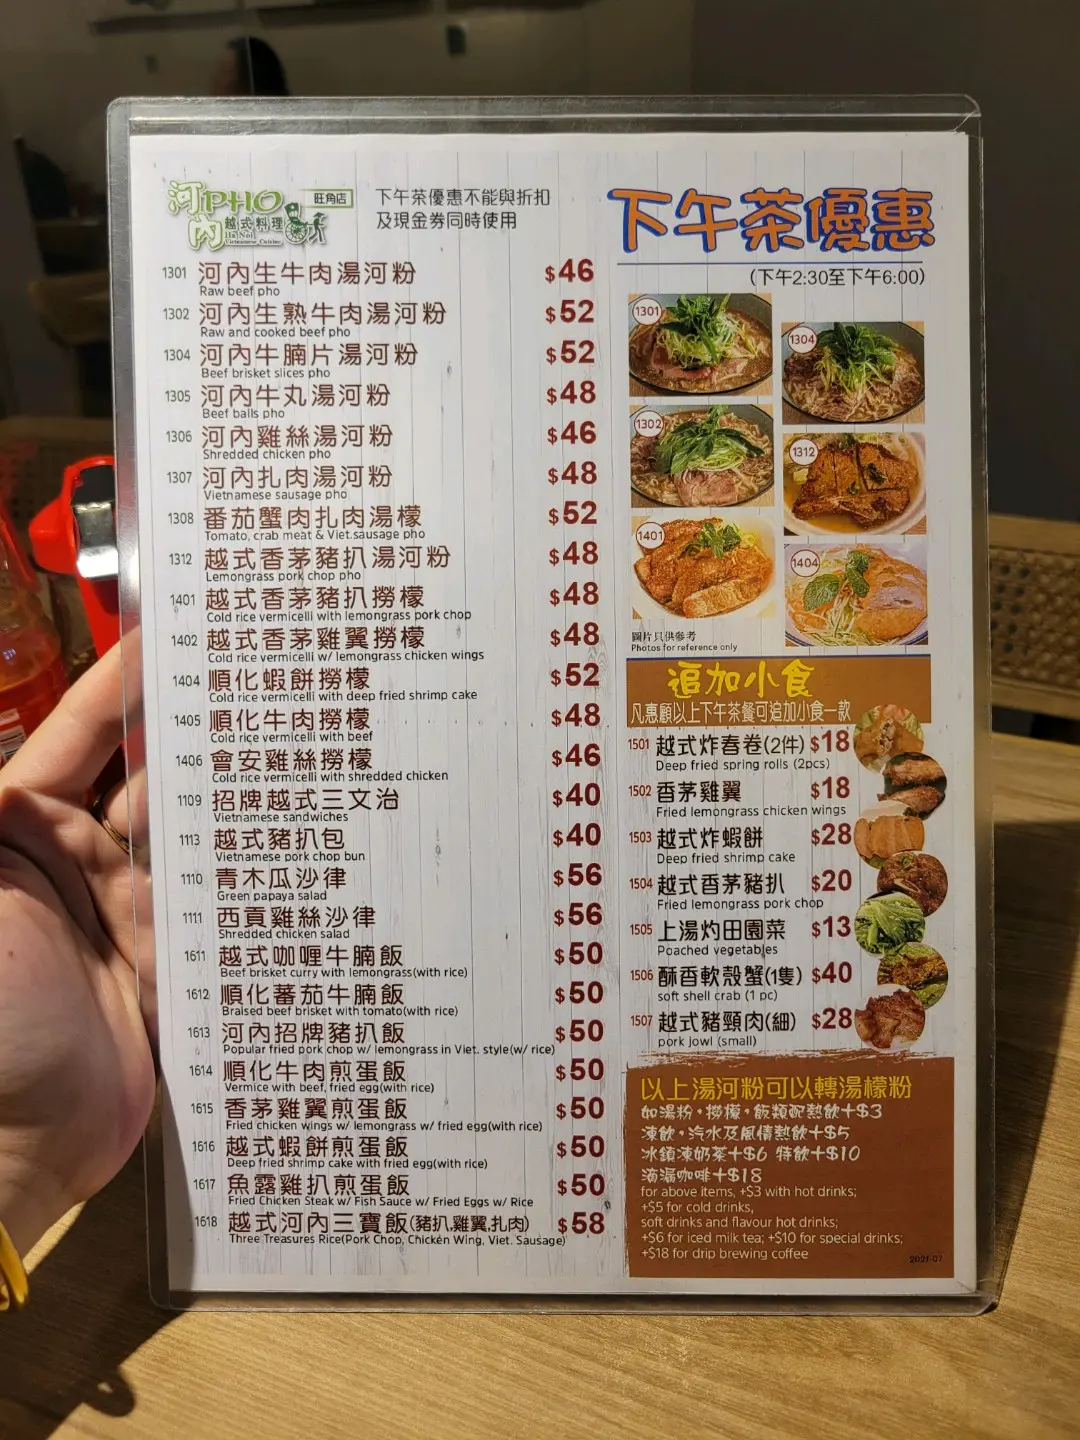 河內 PHO 旺角店
越式料理
Ha Noi
Vietnamese Cuisine
下午茶優惠不能與折扣
及現金券同時使用
1301 河內生牛肉湯河粉 $46
Raw beef pho
1302 河內生熟牛肉湯河粉 $52
Raw and cooked beef pho
1304 河內牛腩片湯河粉 $52
Beef brisket slices pho
1305 河內牛丸湯河粉 $48
Beef balls pho
1306 河內雞絲湯河粉 $46
Shredded chicken pho
1307 河內扎肉湯河粉 $48
Vietnamese sausage pho
1308 番茄蟹肉扎肉湯檬 $52
Tomato, crab meat & Viet.sausage pho
1312 越式香茅豬扒湯河粉 $48
Lemongrass pork chop pho
1401 越式香茅豬扒撈檬 $48
Cold rice vermicelli with lemongrass pork chop
1402 越式香茅雞翼撈檬 $48
Cold rice vermicelli w/ lemongrass chicken wings
1404 順化蝦餅撈檬 $52
Cold rice vermicelli with deep fried shrimp cake
1405 順化牛肉撈檬 $48
Cold rice vermicelli with beef
1406 會安雞絲撈檬 $46
Cold rice vermicelli with shredded chicken
1109 招牌越式三文治 $40
Vietnamese sandwiches
1113 越式豬扒包 $40
Vietnamese pork chop bun
1110 青木瓜沙律 $56
Green papaya salad
1111 西貢雞絲沙律 $56
Shredded chicken salad
1611 越式咖喱牛腩飯 $50
Beef brisket curry with lemongrass(with rice)
1612 順化蕃茄牛腩飯 $50
Braised beef brisket with tomato(with rice)
1613 河內招牌豬扒飯 $50
Popular fried pork chop w/ lemongrass in Viet. style(w/ rice)
1614 順化牛肉煎蛋飯 $50
Vermice with beef, fried egg(with rice)
1615 香茅雞翼煎蛋飯 $50
Fried chicken wings w/ lemongrass w/ fried egg(with rice)
1616 越式蝦餅煎蛋飯 $50
Deep fried shrimp cake with fried egg(with rice)
1617 魚露雞扒煎蛋飯 $50
Fried Chicken Steak w/ Fish Sauce w/ Fried Eggs w/ Rice
1618 越式河內三寶飯(豬扒,雞翼,扎肉) $58
Three Treasures Rice(Pork Chop, Chicken Wing, Viet. Sausage)
下午茶優惠
(下午2:30至下午6:00)
1301
1304
1302
1312
1401
1404
圖片只供參考
Photos for reference only
追加小食
凡惠顧以上下午茶餐可追加小食一款
1501 越式炸春卷(2件) $18
Deep fried spring rolls (2pcs)
1502 香茅雞翼 $18
Fried lemongrass chicken wings
1503 越式炸蝦餅 $28
Deep fried shrimp cake
1504 越式香茅豬扒 $20
Fried lemongrass pork chop
1505 上湯灼田園菜 $13
Poached vegetables
1506 酥香軟殼蟹(1隻) $40
soft shell crab (1 pc)
1507 越式豬頸肉(細) $28
pork jowl (small)
以上湯河粉可以轉湯檬粉
如湯粉，撈檬，飯類配熱飲+$3
凍飲，汽水及風情熱飲+$5
冰鎮凍奶茶+$6 特飲+$10
滴漏咖啡+$18
for above items, +$3 with hot drinks;
+$5 for cold drinks,
soft drinks and flavour hot drinks;
+$6 for iced milk tea; +$10 for special drinks;
+$18 for drip brewing coffee
2021-07